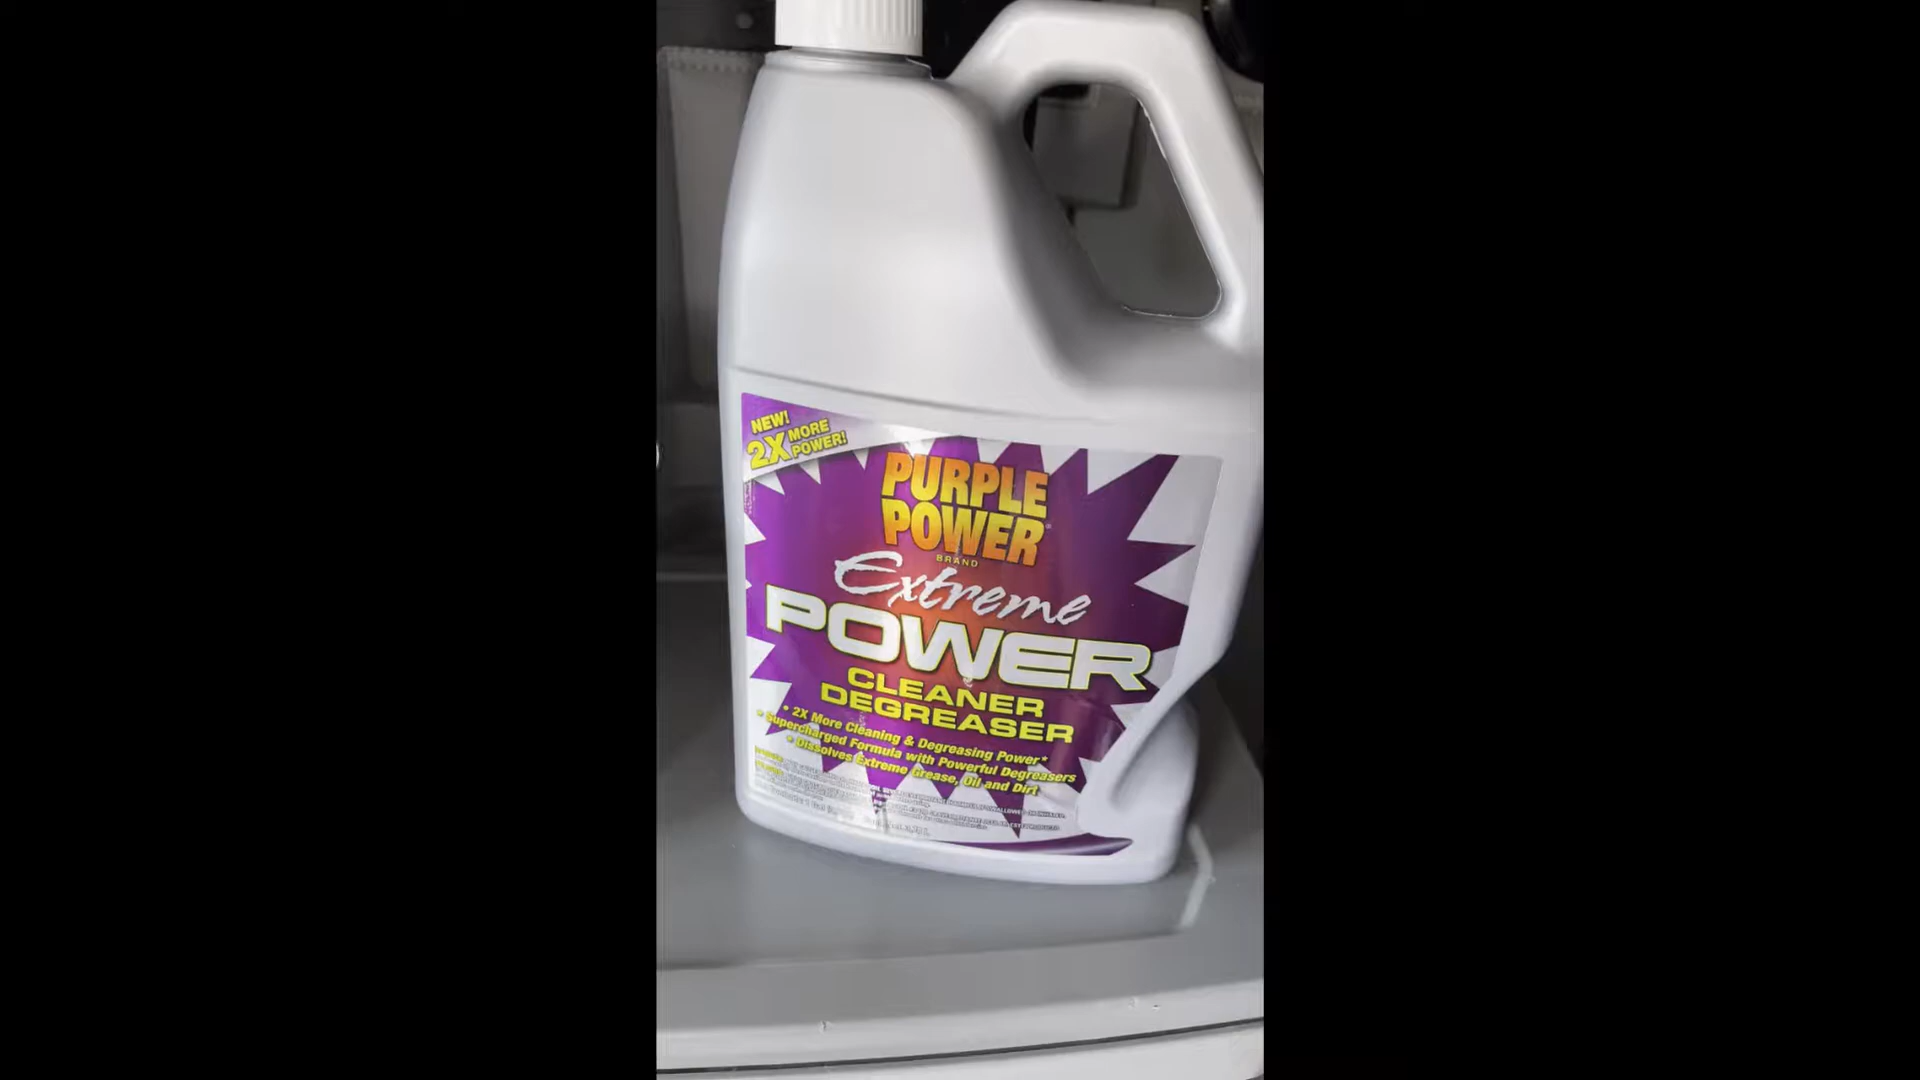 NEW!
2X MORE POWER!
PURPLE
POWER®
BRAND
Extreme
POWER
CLEANER
DEGREASER
• 2X More Cleaning & Degreasing Power*
• Supercharged Formula with Powerful Degreasers
• Dissolves Extreme Grease, Oil and Dirt